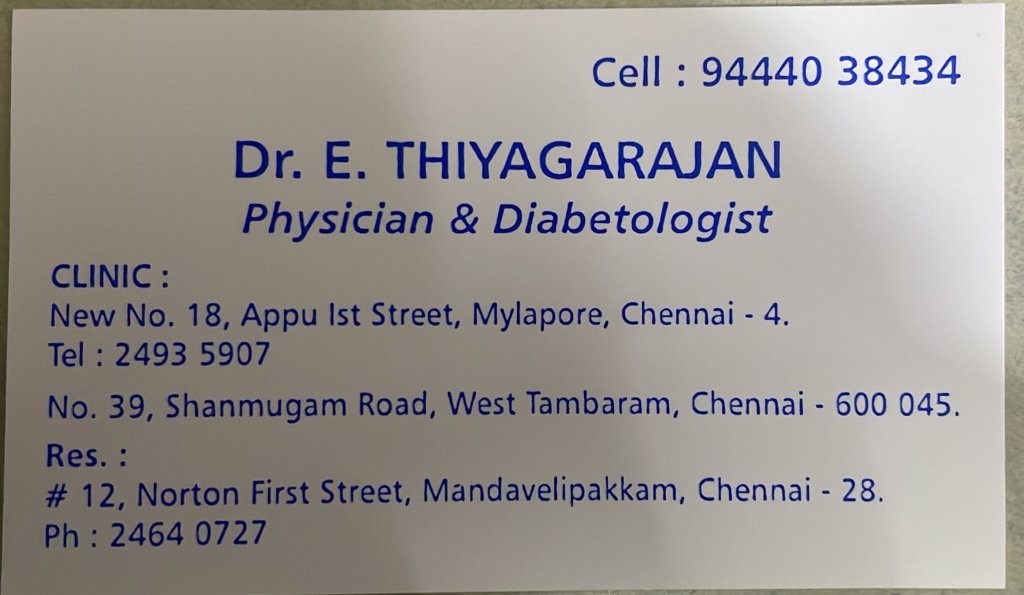 Cell : 94440 38434
Dr. E. THIYAGARAJAN
Physician & Diabetologist
CLINIC :
New No. 18, Appu Ist Street, Mylapore, Chennai - 4.
Tel : 2493 5907
No. 39, Shanmugam Road, West Tambaram, Chennai - 600 045.
Res. :
# 12, Norton First Street, Mandavelipakkam, Chennai - 28.
Ph : 2464 0727